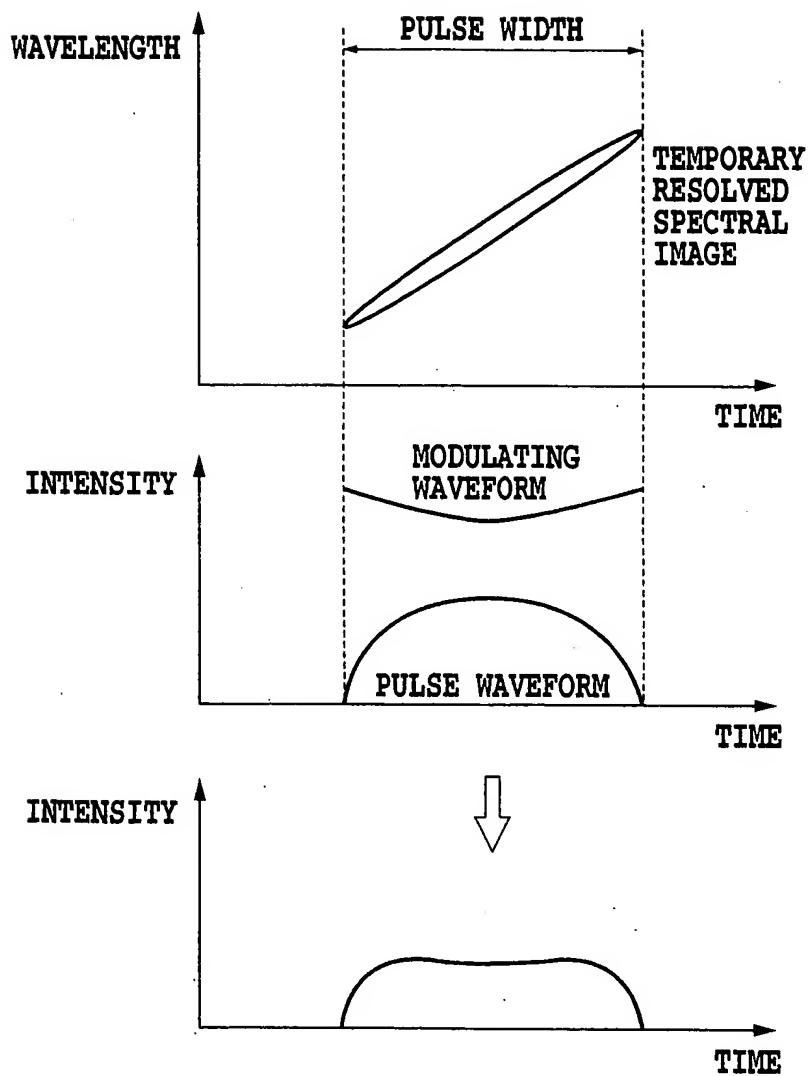 PULSE WIDTH
WAVELENGTH
TEMPORARY
RESOLVED
SPECTRAL
IMAGE
TIME
MODULATING
WAVEFORM
INTENSITY
PULSE WAVEFORM
TIME
INTENSITY
TIME